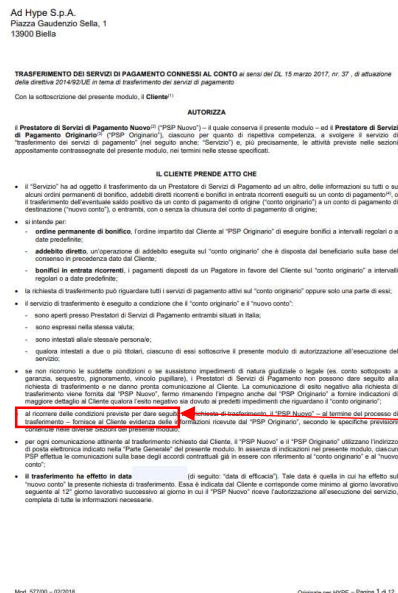 Ad Hype S.p.A.
Piazza Gaudenzio Sella, 1
13900 Biella
TRASFERIMENTO DEI SERVIZI DI PAGAMENTO CONNESSI AL CONTO ai sensi del DL 15 marzo 2017, nr. 37 , di attuazione
della direttiva 2014/92/UE in tema di trasferimento dei servizi di pagamento
Con la sottoscrizione del presente modulo, il Cliente(1)
AUTORIZZA
il Prestatore di Servizi di Pagamento Nuovo(2) ("PSP Nuovo") – il quale conserva il presente modulo – ed il Prestatore di Servizi
di Pagamento Originario(3) ("PSP Originario"), ciascuno per quanto di rispettiva competenza, a svolgere il servizio di
"trasferimento dei servizi di pagamento" (nel seguito anche: "Servizio") e, più precisamente, le attività previste nelle sezioni
appositamente contrassegnate del presente modulo, nei termini nelle stesse specificati.
IL CLIENTE PRENDE ATTO CHE
• il "Servizio" ha ad oggetto il trasferimento da un Prestatore di Servizi di Pagamento ad un altro, delle informazioni su tutti o su
alcuni ordini permanenti di bonifico, addebiti diretti ricorrenti e bonifici in entrata ricorrenti eseguiti su un conto di pagamento(4), o
il trasferimento dell'eventuale saldo positivo da un conto di pagamento di origine ("conto originario") a un conto di pagamento di
destinazione ("nuovo conto"), o entrambi, con o senza la chiusura del conto di pagamento di origine;
• si intende per:
- ordine permanente di bonifico, l'ordine impartito dal Cliente al "PSP Originario" di eseguire bonifici a intervalli regolari o a
date predefinite;
- addebito diretto, un'operazione di addebito eseguita sul "conto originario" che è disposta dal beneficiario sulla base del
consenso in precedenza dato dal Cliente;
- bonifici in entrata ricorrenti, i pagamenti disposti da un Pagatore in favore del Cliente sul "conto originario" a intervalli
regolari o a date predefinite;
• la richiesta di trasferimento può riguardare tutti i servizi di pagamento attivi sul "conto originario" oppure solo una parte di essi;
• il servizio di trasferimento è eseguito a condizione che il "conto originario" e il "nuovo conto":
- sono aperti presso Prestatori di Servizi di Pagamento entrambi situati in Italia;
- sono espressi nella stessa valuta;
- sono intestati alla/e stessa/e persona/e;
- qualora intestati a due o più titolari, ciascuno di essi sottoscrive il presente modulo di autorizzazione all'esecuzione del
servizio;
• se non ricorrono le suddette condizioni o se sussistono impedimenti di natura giudiziale o legale (es. conto sottoposto a
garanzia, sequestro, pignoramento, vincolo pupillare), i Prestatori di Servizi di Pagamento non possono dare seguito alla
richiesta di trasferimento e ne danno pronta comunicazione al Cliente. La comunicazione di esito negativo alla richiesta di
trasferimento viene fornita dal "PSP Nuovo", fermo rimanendo l'impegno anche del "PSP Originario" a fornire indicazioni di
maggiore dettaglio al Cliente qualora l'esito negativo sia dovuto ai predetti impedimenti che riguardano il "conto originario";
al ricorrere delle condizioni previste per dare seguito richiesta di trasferimento, il "PSP Nuovo" – al termine del processo di
trasferimento – fornisce al Cliente evidenza delle informazioni ricevute dal "PSP Originario", secondo le specifiche previsioni
contenute nelle diverse sezioni del presente modulo;
• per ogni comunicazione attinente al trasferimento richiesto dal Cliente, il "PSP Nuovo" e il "PSP Originario" utilizzano l'indirizzo
di posta elettronica indicato nella "Parte Generale" del presente modulo. In assenza di indicazioni nel presente modulo, ciascun
PSP effettua le comunicazioni sulla base degli accordi contrattuali già in essere con riferimento al "conto originario" e al "nuovo
conto";
• il trasferimento ha effetto in data (di seguito: "data di efficacia"). Tale data è quella in cui ha effetto sul
"nuovo conto" la presente richiesta di trasferimento. Essa è indicata dal Cliente e corrisponde come minimo al giorno lavorativo
seguente al 12° giorno lavorativo successivo al giorno in cui il "PSP Nuovo" riceve l'autorizzazione all'esecuzione del servizio,
completa di tutte le informazioni necessarie.
Mod. 577/00 – 02/2018
Originale per HYPE – Pagina 1 di 12